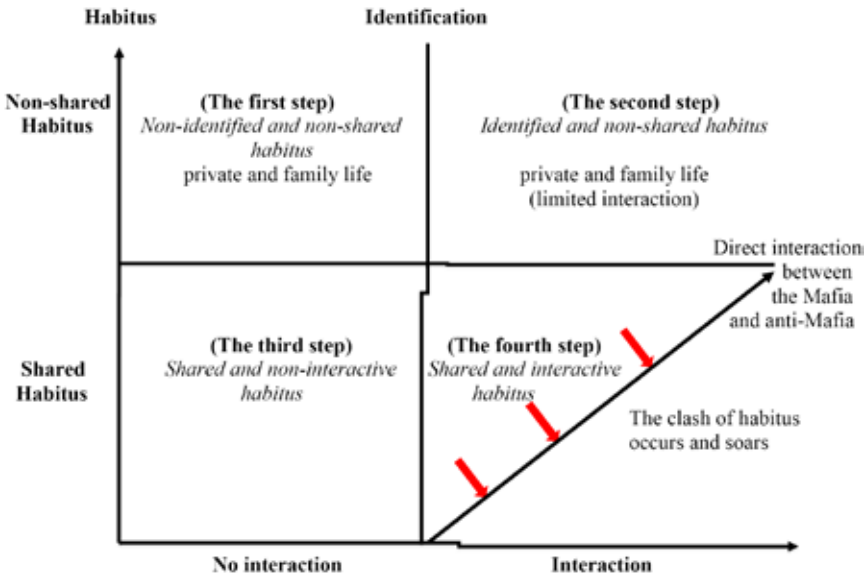 Habitus
Identification
Non-shared
Habitus
(The first step)
Non-identified and non-shared
habitus
private and family life
(The second step)
Identified and non-shared habitus
private and family life
(limited interaction)
Direct interaction
between
the Mafia
and anti-Mafia
Shared
Habitus
(The third step)
Shared and non-interactive
habitus
(The fourth step)
Shared and interactive
habitus
The clash of habitus
occurs and soars
No interaction
Interaction